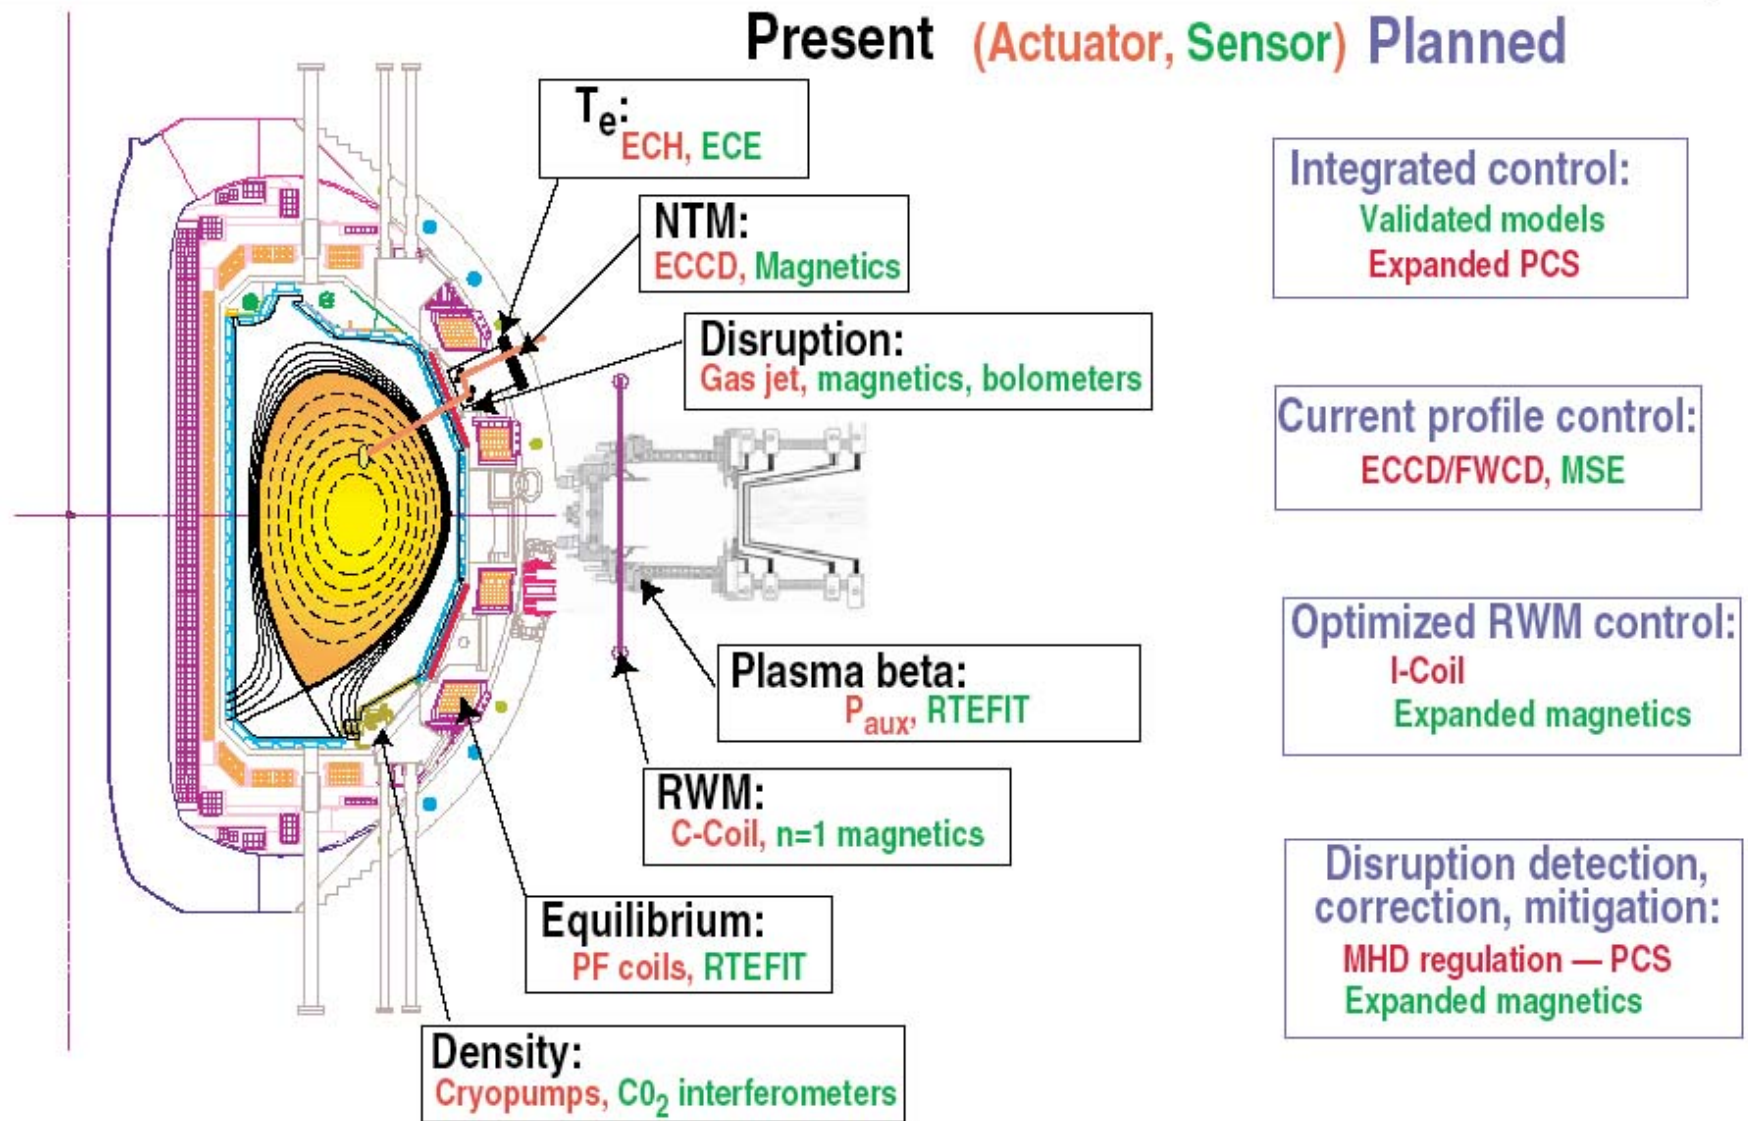 Present (Actuator, Sensor) Planned
Te:
ECH, ECE
NTM:
ECCD, Magnetics
Disruption:
Gas jet, magnetics, bolometers
Plasma beta:
Paux, RTEFIT
RWM:
C-Coil, n=1 magnetics
Equilibrium:
PF coils, RTEFIT
Density:
Cryopumps, C02 interferometers
Integrated control:
Validated models
Expanded PCS
Current profile control:
ECCD/FWCD, MSE
Optimized RWM control:
I-Coil
Expanded magnetics
Disruption detection,
correction, mitigation:
MHD regulation — PCS
Expanded magnetics